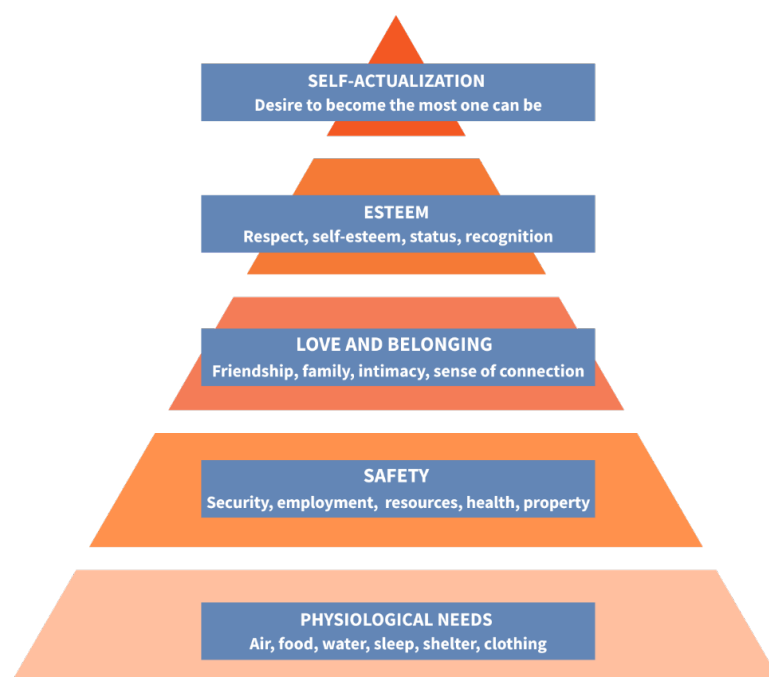 SELF-ACTUALIZATION
Desire to become the most one can be
ESTEEM
Respect, self-esteem, status, recognition
LOVE AND BELONGING
Friendship, family, intimacy, sense of connection
SAFETY
Security, employment, resources, health, property
PHYSIOLOGICAL NEEDS
Air, food, water, sleep, shelter, clothing